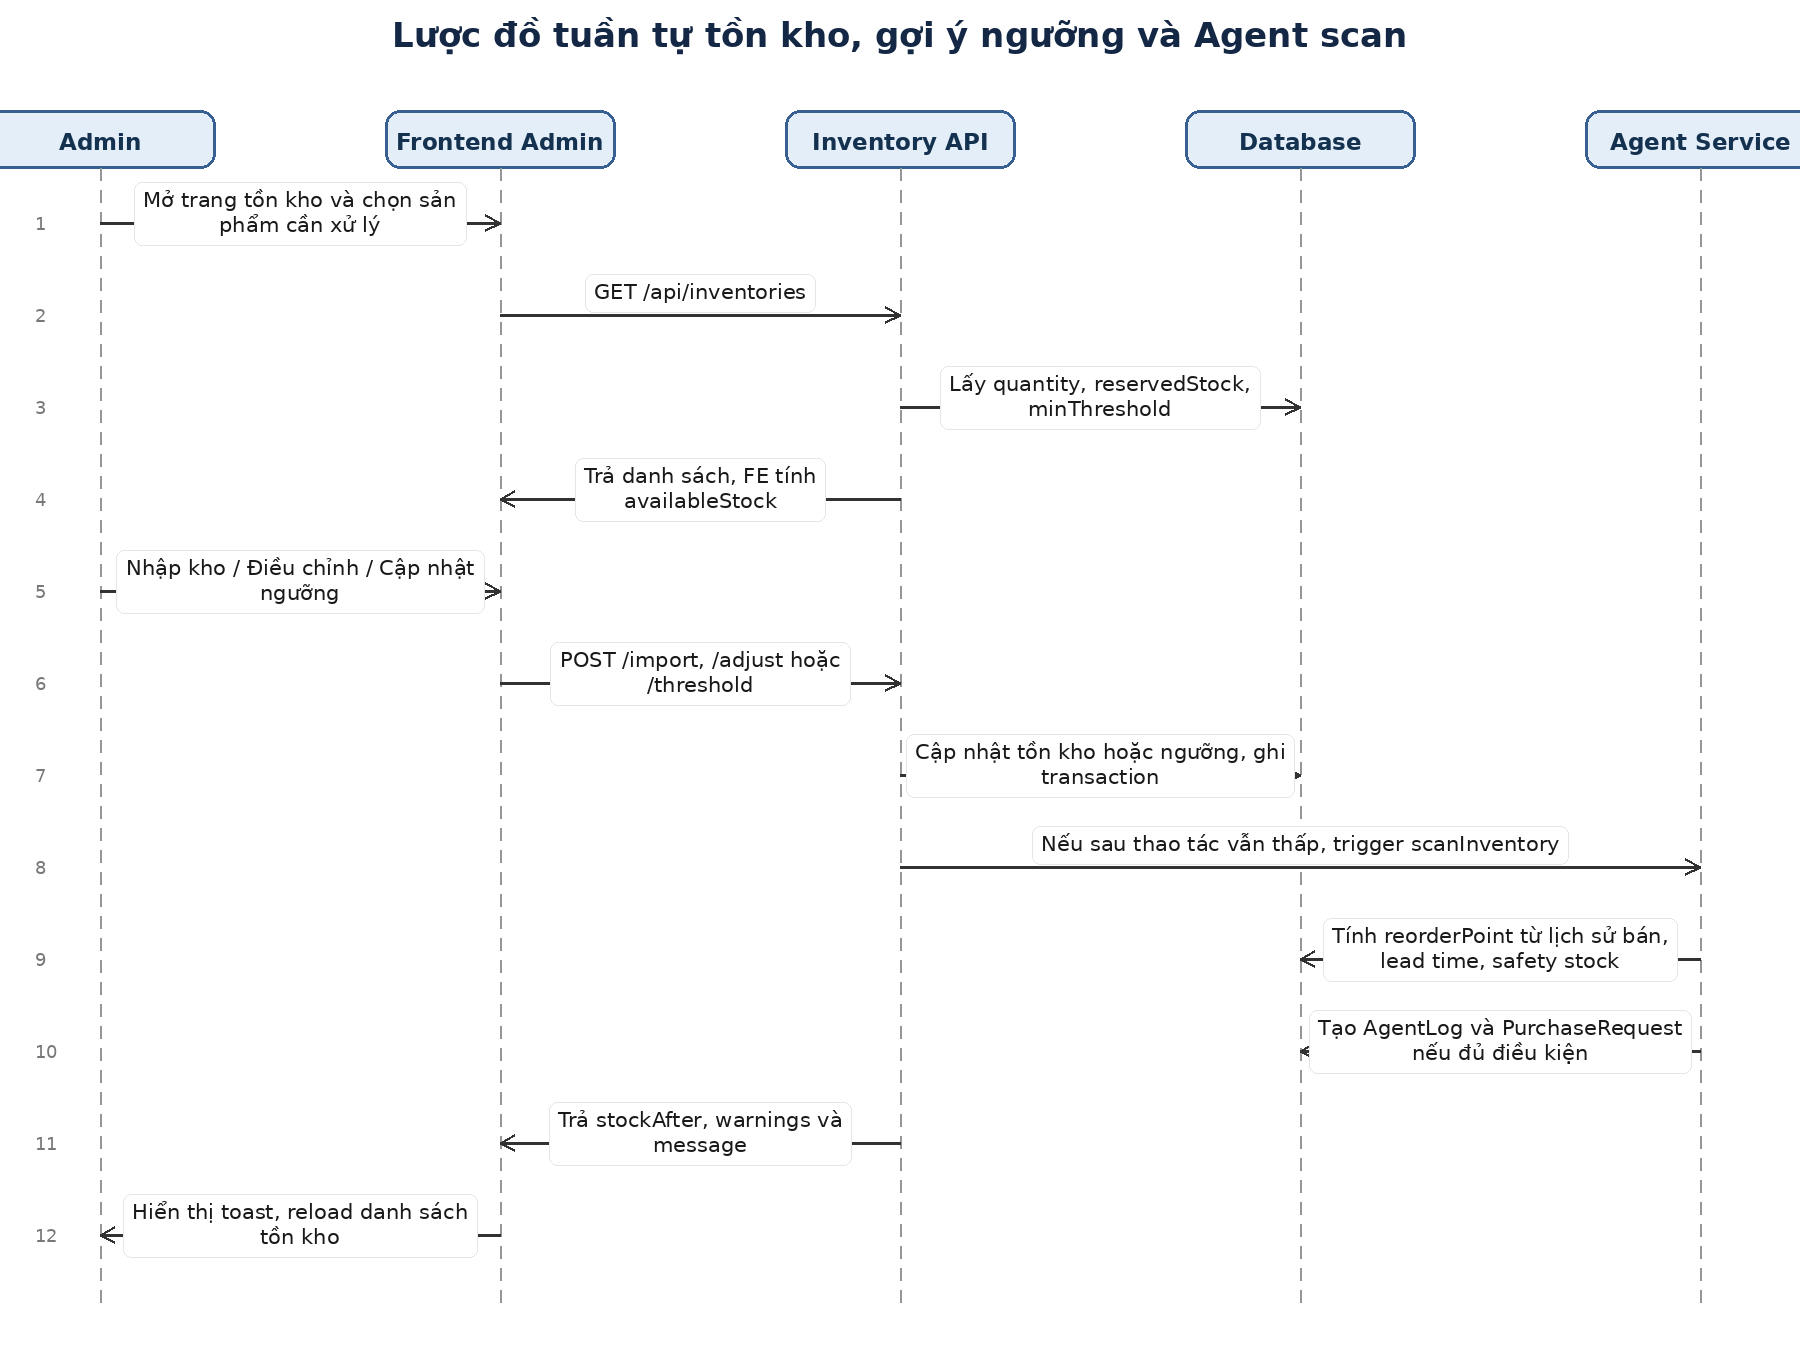 Lược đồ tuần tự tồn kho, gợi ý ngưỡng và Agent scan
Admin
Frontend Admin
Inventory API
Database
Agent Service
1
Mở trang tồn kho và chọn sản
phẩm cần xử lý
2
GET /api/inventories
3
Lấy quantity, reservedStock,
minThreshold
4
Trả danh sách, FE tính
availableStock
5
Nhập kho / Điều chỉnh / Cập nhật
ngưỡng
6
POST /import, /adjust hoặc
/threshold
7
Cập nhật tồn kho hoặc ngưỡng, ghi
transaction
8
Nếu sau thao tác vẫn thấp, trigger scanInventory
9
Tính reorderPoint từ lịch sử bán,
lead time, safety stock
10
Tạo AgentLog và PurchaseRequest
nếu đủ điều kiện
11
Trả stockAfter, warnings và
message
12
Hiển thị toast, reload danh sách
tồn kho